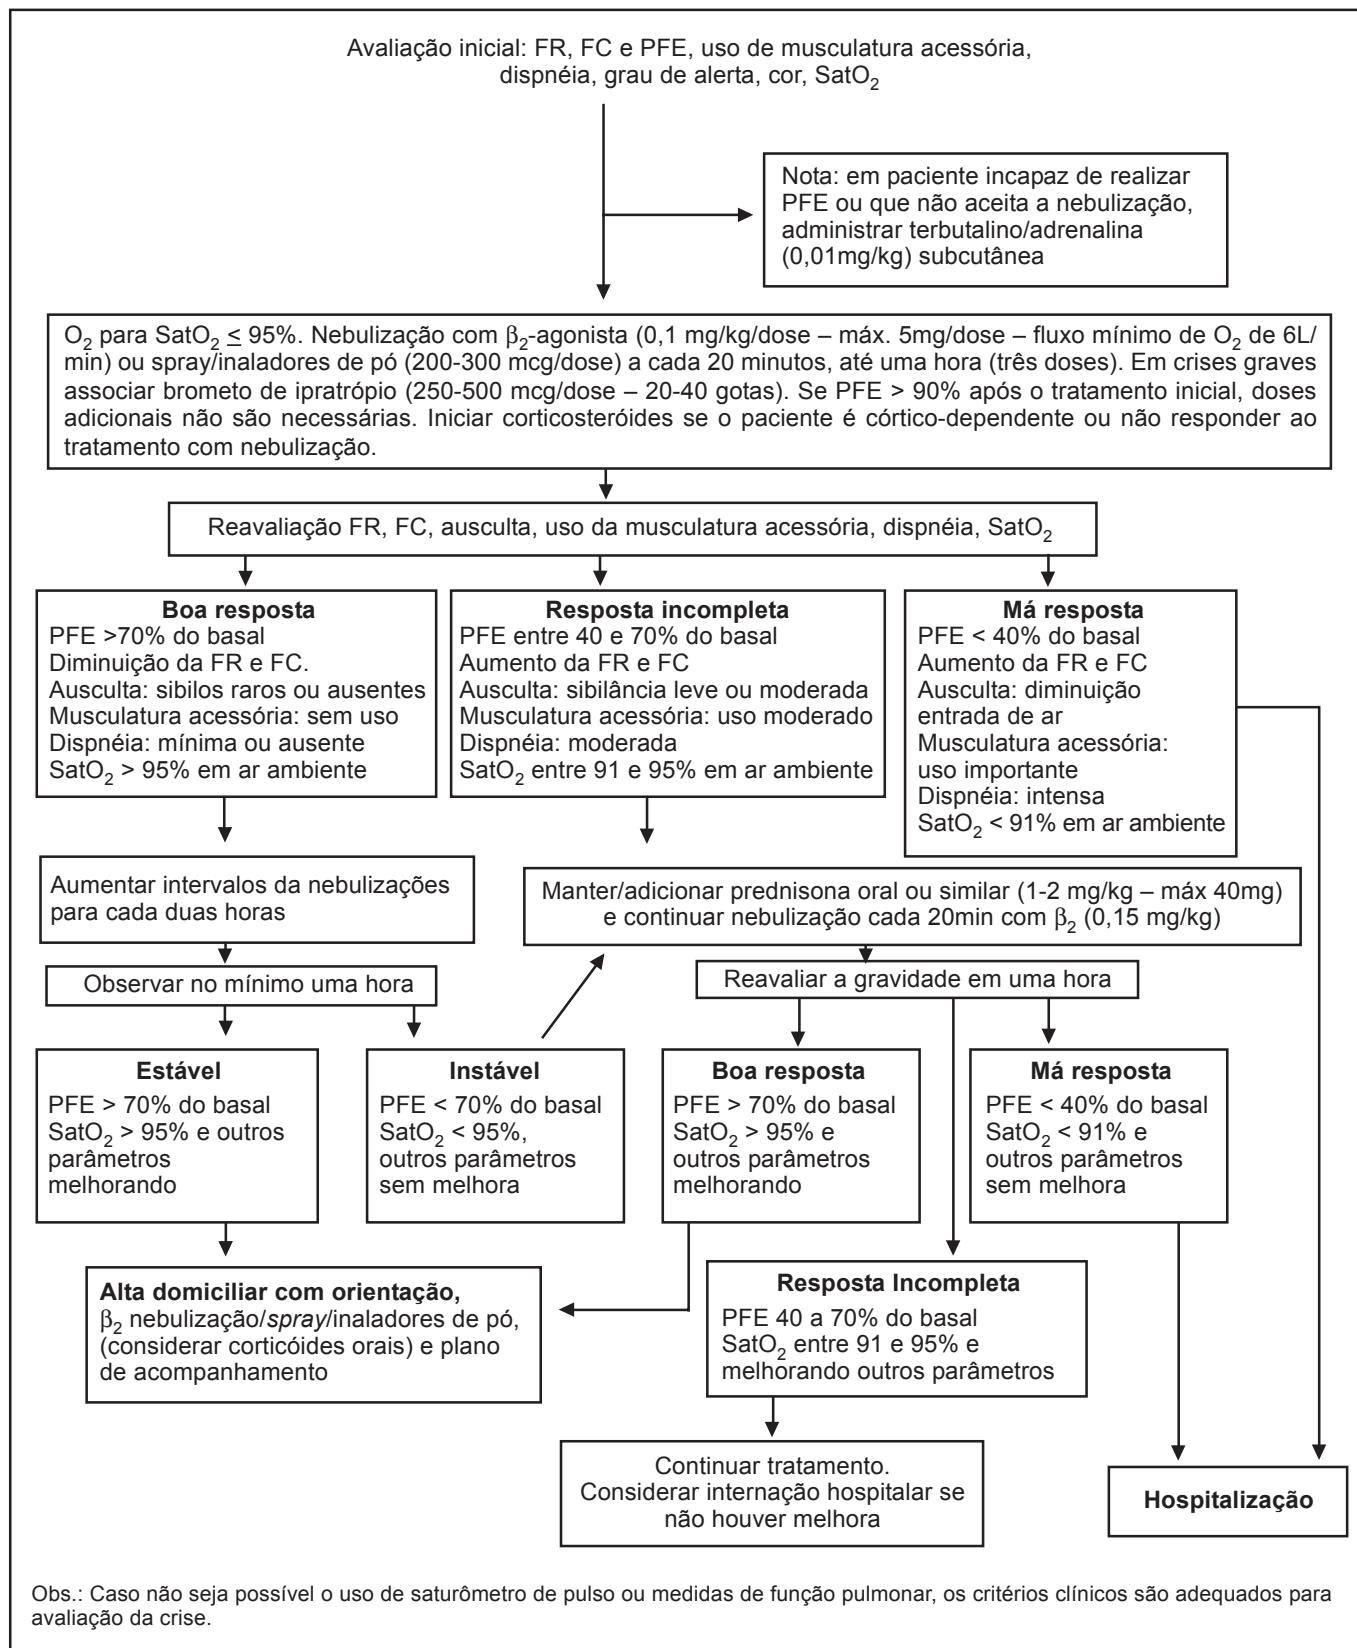 Avaliação inicial: FR, FC e PFE, uso de musculatura acessória,
dispnéia, grau de alerta, cor, SatO2
Nota: em paciente incapaz de realizar
PFE ou que não aceita a nebulização,
administrar terbutalino/adrenalina
(0,01mg/kg) subcutânea
O2 para SatO2 ≤ 95%. Nebulização com β2-agonista (0,1 mg/kg/dose – máx. 5mg/dose – fluxo mínimo de O2 de 6L/
min) ou spray/inaladores de pó (200-300 mcg/dose) a cada 20 minutos, até uma hora (três doses). Em crises graves
associar brometo de ipratrópio (250-500 mcg/dose – 20-40 gotas). Se PFE > 90% após o tratamento inicial, doses
adicionais não são necessárias. Iniciar corticosteróides se o paciente é córtico-dependente ou não responder ao
tratamento com nebulização.
Reavaliação FR, FC, ausculta, uso da musculatura acessória, dispnéia, SatO2
Boa resposta
PFE >70% do basal
Diminuição da FR e FC.
Ausculta: sibilos raros ou ausentes
Musculatura acessória: sem uso
Dispnéia: mínima ou ausente
SatO2 > 95% em ar ambiente
Resposta incompleta
PFE entre 40 e 70% do basal
Aumento da FR e FC
Ausculta: sibilância leve ou moderada
Musculatura acessória: uso moderado
Dispnéia: moderada
SatO2 entre 91 e 95% em ar ambiente
Má resposta
PFE < 40% do basal
Aumento da FR e FC
Ausculta: diminuição
entrada de ar
Musculatura acessória:
uso importante
Dispnéia: intensa
SatO2 < 91% em ar ambiente
Aumentar intervalos da nebulizações
para cada duas horas
Manter/adicionar prednisona oral ou similar (1-2 mg/kg – máx 40mg)
e continuar nebulização cada 20min com β2 (0,15 mg/kg)
Observar no mínimo uma hora
Reavaliar a gravidade em uma hora
Estável
PFE > 70% do basal
SatO2 > 95% e outros
parâmetros
melhorando
Instável
PFE < 70% do basal
SatO2 < 95%,
outros parâmetros
sem melhora
Boa resposta
PFE > 70% do basal
SatO2 > 95% e
outros parâmetros
melhorando
Má resposta
PFE < 40% do basal
SatO2 < 91% e
outros parâmetros
sem melhora
Alta domiciliar com orientação,
β2 nebulização/spray/inaladores de pó,
(considerar corticóides orais) e plano
de acompanhamento
Resposta Incompleta
PFE 40 a 70% do basal
SatO2 entre 91 e 95% e
melhorando outros parâmetros
Continuar tratamento.
Considerar internação hospitalar se
não houver melhora
Hospitalização
Obs.: Caso não seja possível o uso de saturômetro de pulso ou medidas de função pulmonar, os critérios clínicos são adequados para
avaliação da crise.